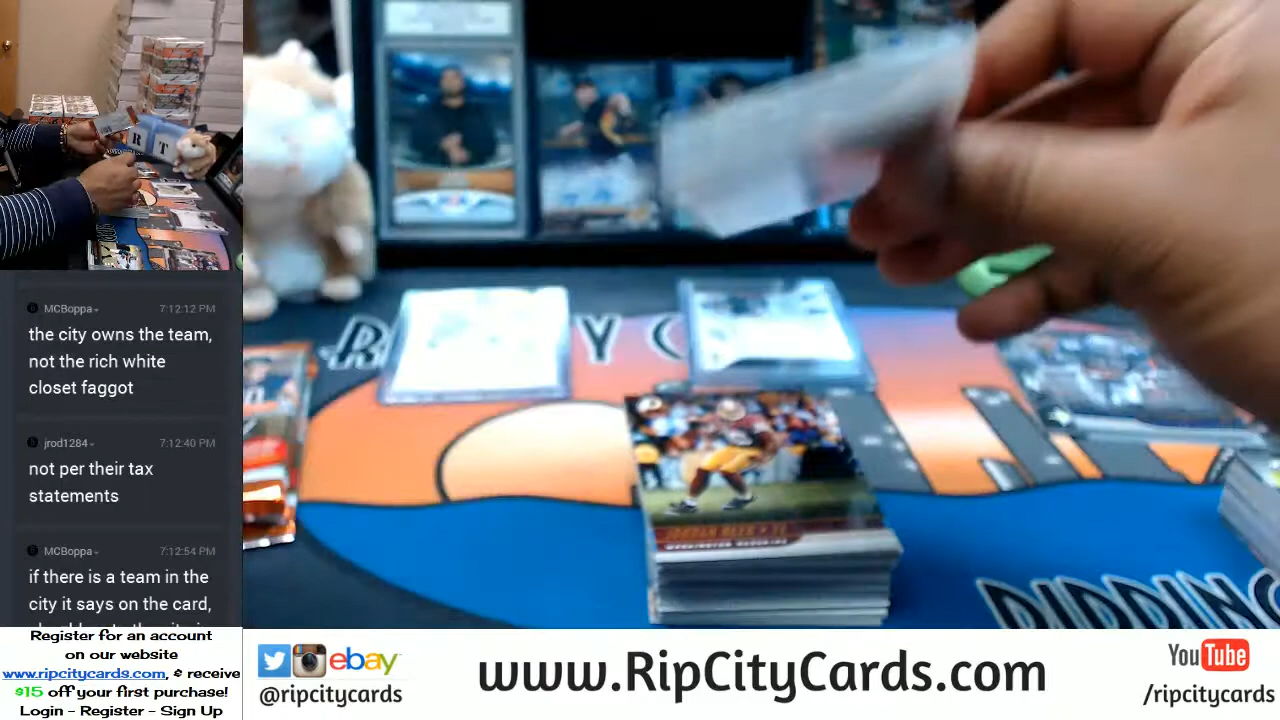 MCBoppa
7:12:12 PM
the city owns the team,
not the rich white
closet faggot
jrod1284
7:12:40 PM
not per their tax
statements
MCBoppa
7:12:54 PM
if there is a team in the
city it says on the card,
Register for an account
on our website
www.ripcitycards.com, & receive
$15 off your first purchase!
Login - Register - Sign Up
ebay
@ripcitycards
www.RipCityCards.com
YouTube
/ripcitycards
R
Y C
RIPPING
R T